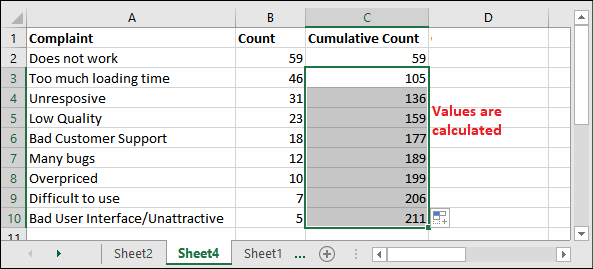 A B C D
1 Complaint Count Cumulative Count
2 Does not work 59 59
3 Too much loading time 46 105
4 Unresposive 31 136
5 Low Quality 23 159
6 Bad Customer Support 18 177
7 Many bugs 12 189
8 Overpriced 10 199
9 Difficult to use 7 206
10 Bad User Interface/Unattractive 5 211
11
Values are
calculated
Sheet2 Sheet4 Sheet1 ...